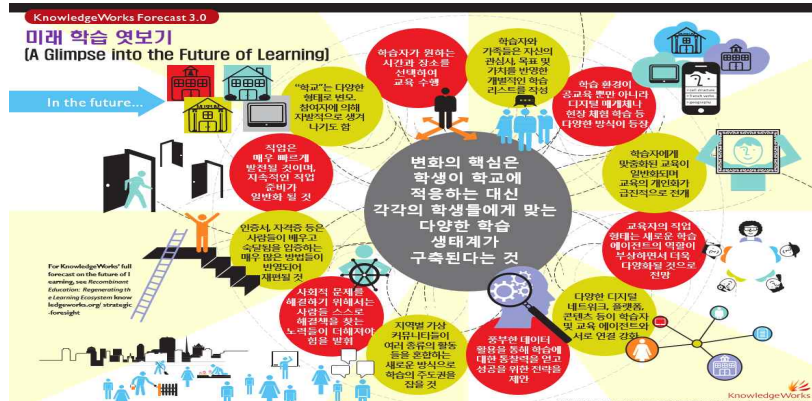 KnowledgeWorks Forecast 3.0
미래 학습 엿보기
(A Glimpse into the Future of Learning)
In the future...
"학교"는 다양한
형태로 변모.
참여자에 의해
자발적으로 생겨
나기도 함
학습자가 원하는
시간과 장소를
선택하여
교육 수행
학습자와
가족들은 자신의
관심사, 목표 및
가치를 반영한
개별적인 학습
리스트를 작성
학습 환경이
공교육 뿐만 아니라
디지털 매개체나
현장 체험 학습 등
다양한 방식이 등장
학습자에게
맞춤화된 교육이
일반화되며
교육의 개인화가
급진적으로 전개
교육자의 직업
형태는 새로운 학습
에이전트의 역할이
부상하면서 더욱
다양화될 것으로
전망
다양한 디지털
네트워크, 플랫폼,
콘텐츠 등이 학습자
및 교육 에이전트와
서로 연결 강화
풍부한 데이터
활용을 통해 학습에
대한 통찰력을 얻고
성공을 위한 전략을
제안
지역별 가상
커뮤니티들이
여러 종류의 활동
들을 혼합하는
새로운 방식으로
학습의 주도권을
잡을 것
사회적 문제를
해결하기 위해서는
사람들 스스로
해결책을 찾는
노력들이 더해져야
힘을 발휘
인증서, 자격증 등은
사람들이 배우고
숙달됨을 입증하는
매우 많은 방법들이
반영되어
재편될 것
직업은
매우 빠르게
발전될 것이며,
지속적인 직업
준비가
일반화 될 것
변화의 핵심은
학생이 학교에
적응하는 대신
각각의 학생들에게 맞는
다양한 학습
생태계가
구축된다는 것
For KnowledgeWorks' full
forecast on the future of l
earning, see Recombinant
Education: Regenerating th
e Learning Ecosystem know
ledgeworks.org/ strategic
-foresight
KnowledgeWorks